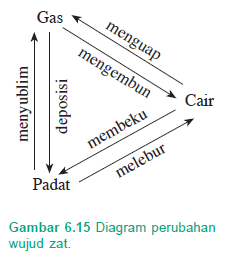 Gas
menguap
mengembun
Cair
menyublim
deposisi
membeku
melebur
Padat
Gambar 6.15 Diagram perubahan
wujud zat.